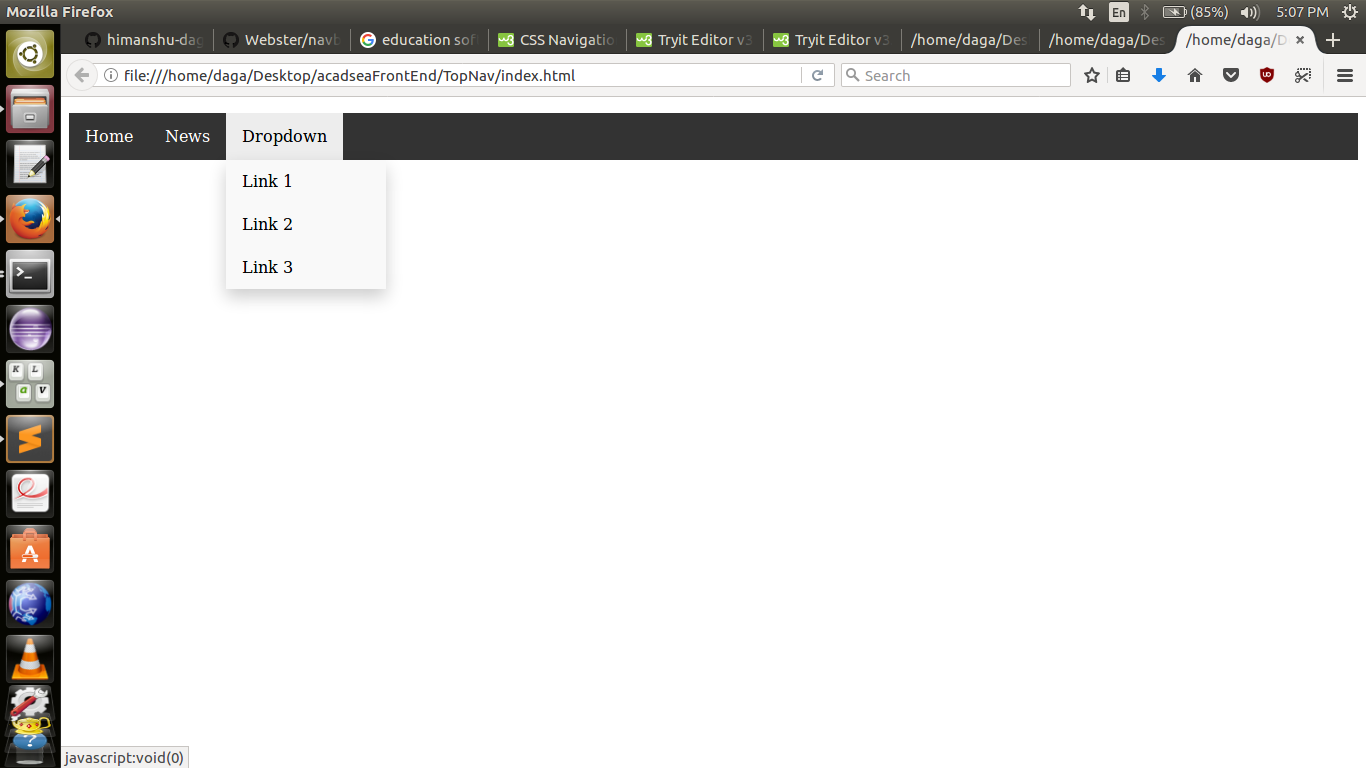 Mozilla Firefox
En (85%) 5:07 PM
himanshu-dag Webster/navb education sof CSS Navigatio Tryit Editor v3 Tryit Editor v3 /home/daga/Des /home/daga/Des /home/daga/D
file:///home/daga/Desktop/acadseaFrontEnd/TopNav/index.html Search
Home News Dropdown
Link 1
Link 2
Link 3
javascript:void(0)